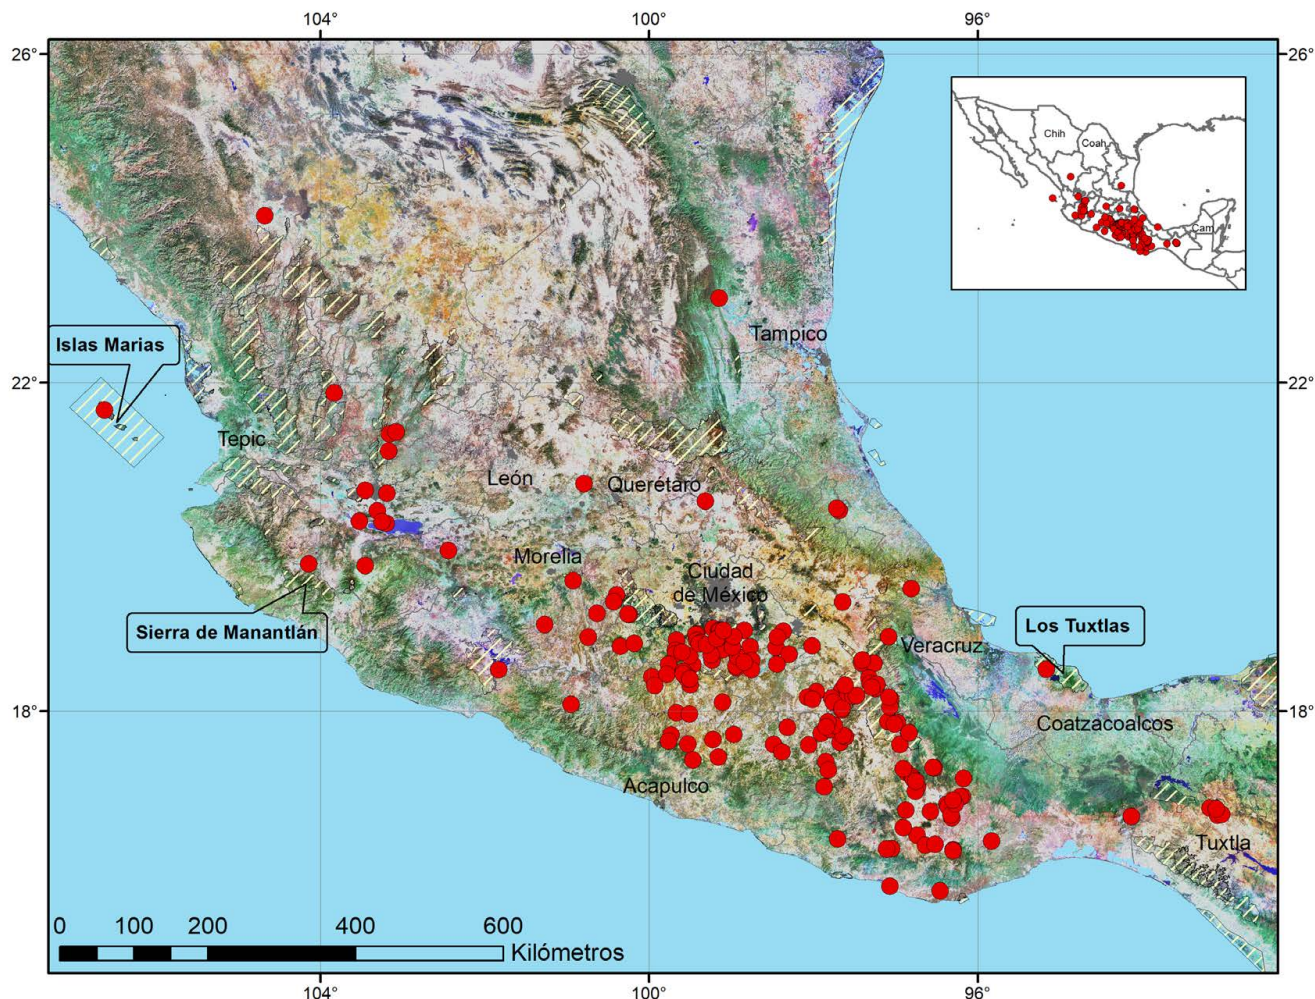 104°
100°
96°
26°
26°
Chih
Coah
Cam
Tampico
Islas Marias
22°
22°
Tepic
León
Querétaro
Morelia
Ciudad
de México
Sierra de Manantlán
Los Tuxtlas
Veracruz
18°
18°
Coatzacoalcos
Acapulco
Tuxtla
0 100 200 400 600
Kilómetros
104°
100°
96°